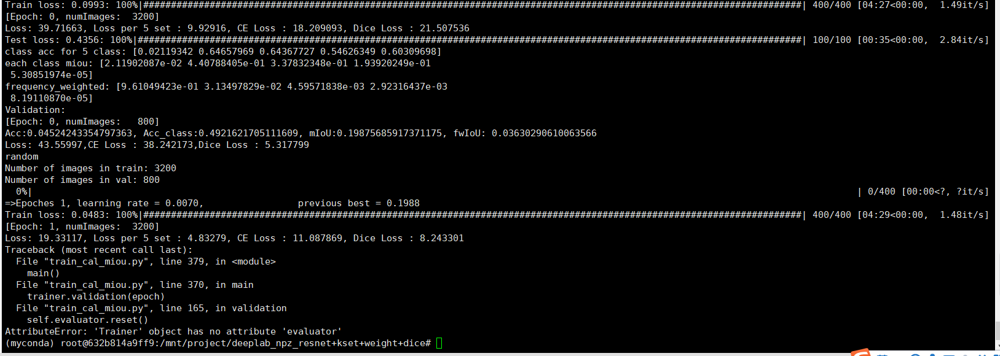 Train loss: 0.0993: 100%|#######################################################################################################################| 400/400 [04:27<00:00,  1.49it/s]
[Epoch: 0, numImages:  3200]
Loss: 39.71663, Loss per 5 set : 9.92916, CE Loss : 18.209093, Dice Loss : 21.507536
Test loss: 0.4356: 100%|########################################################################################################################| 100/100 [00:35<00:00,  2.84it/s]
class acc for 5 class: [0.02119342 0.64657969 0.64367727 0.54626349 0.60309698]
each class miou: [2.11902087e-02 4.40788405e-01 3.37832348e-01 1.93920249e-01
 5.30851974e-05]
frequency_weighted: [9.61049423e-01 3.13497829e-02 4.59571838e-03 2.92316437e-03
 8.19110870e-05]
Validation:
[Epoch: 0, numImages:   800]
Acc:0.04524243354797363, Acc_class:0.4921621705111609, mIoU:0.19875685917371175, fwIoU: 0.03630290610063566
Loss: 43.55997,CE Loss : 38.242173,Dice Loss : 5.317799
random
Number of images in train: 3200
Number of images in val: 800
  0%|                                                                                                                                                     | 0/400 [00:00<?, ?it/s]
=>Epoches 1, learning rate = 0.0070,                 previous best = 0.1988
Train loss: 0.0483: 100%|#######################################################################################################################| 400/400 [04:29<00:00,  1.48it/s]
[Epoch: 1, numImages:  3200]
Loss: 19.33117, Loss per 5 set : 4.83279, CE Loss : 11.087869, Dice Loss : 8.243301
Traceback (most recent call last):
  File "train_cal_miou.py", line 379, in <module>
    main()
  File "train_cal_miou.py", line 370, in main
    trainer.validation(epoch)
  File "train_cal_miou.py", line 165, in validation
    self.evaluator.reset()
AttributeError: 'Trainer' object has no attribute 'evaluator'
(myconda) root@632b814a9ff9:/mnt/project/deeplab_npz_resnet+kset+weight+dice#